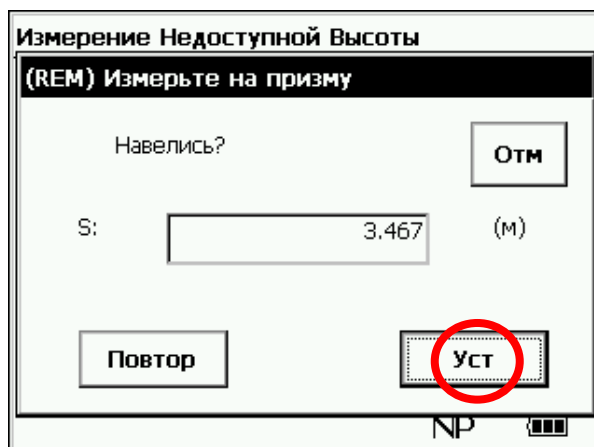 Измерение Недоступной Высоты
(REM) Измерьте на призму
Навелись?
Отм
S: 3.467 (м)
Повтор Уст
NP